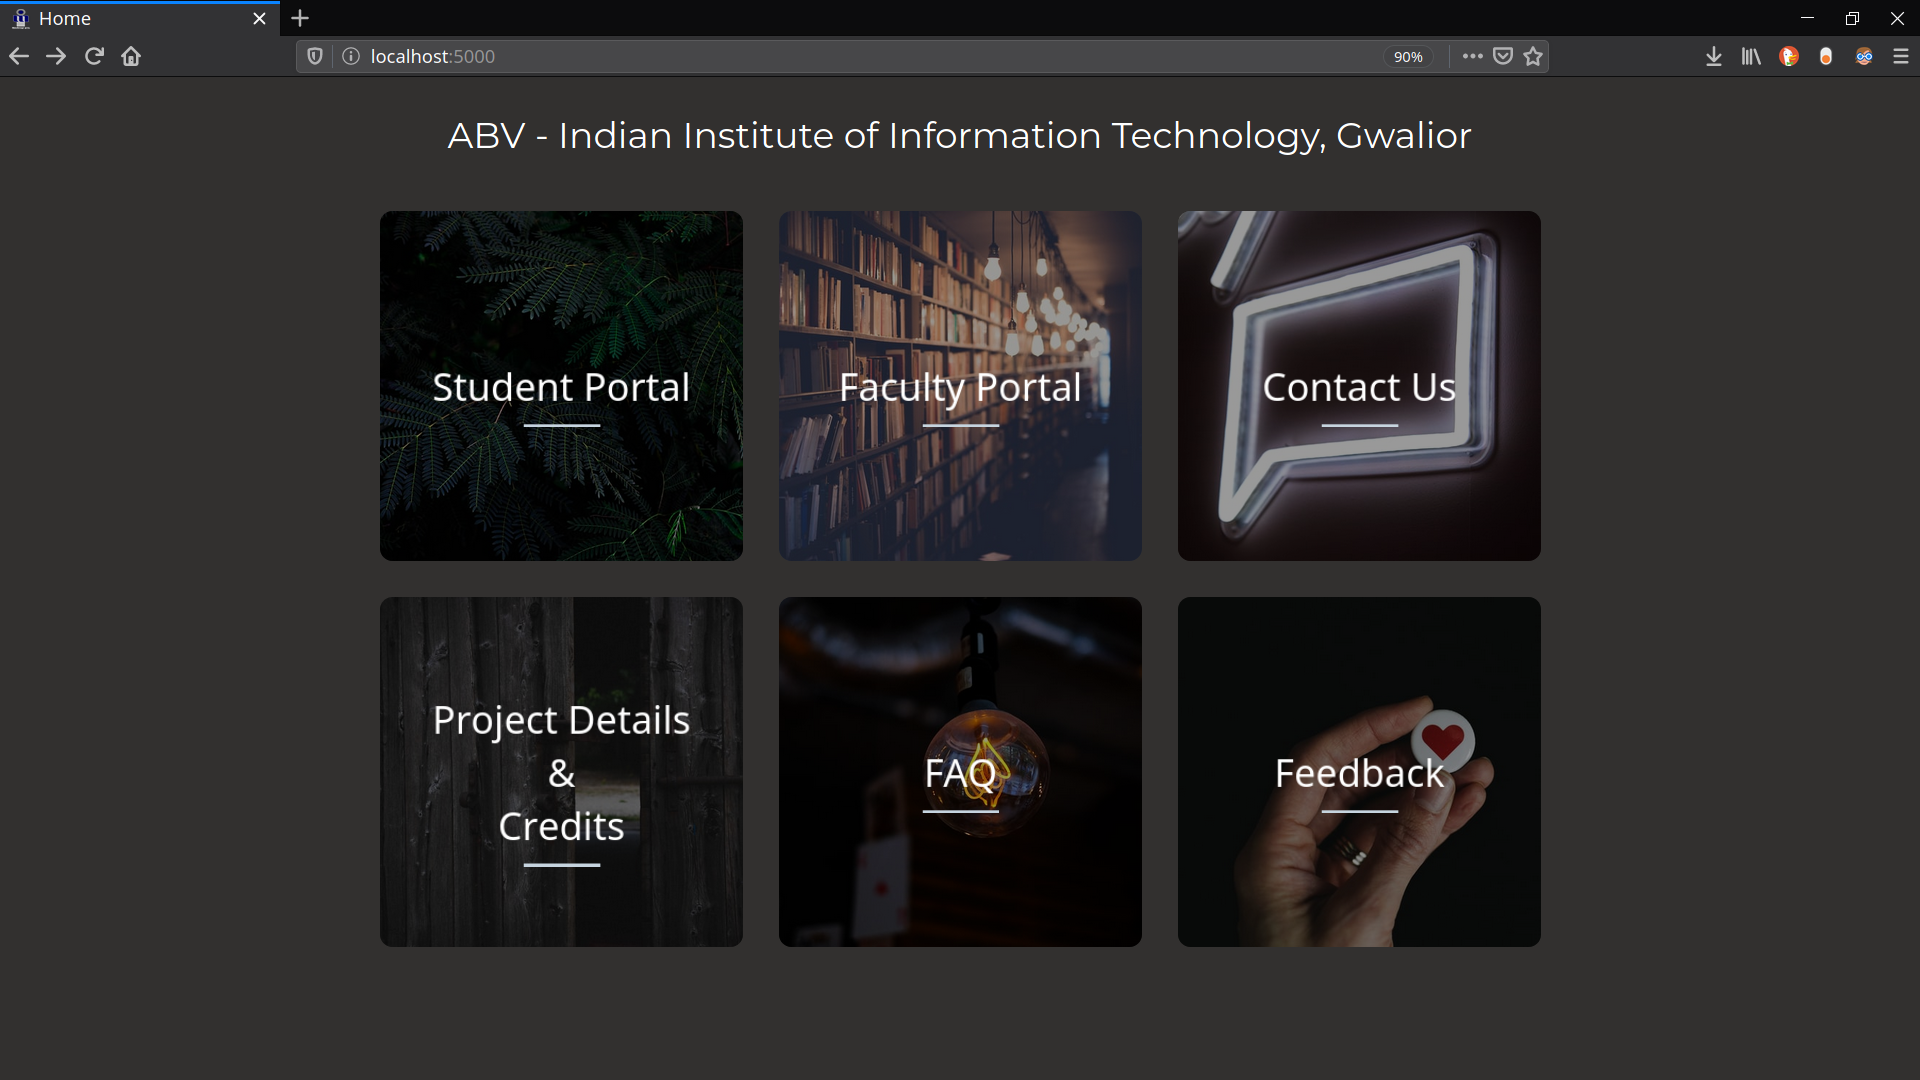 Home
localhost:5000
90%
ABV - Indian Institute of Information Technology, Gwalior
Student Portal
Faculty Portal
Contact Us
Project Details
&
Credits
FAQ
Feedback